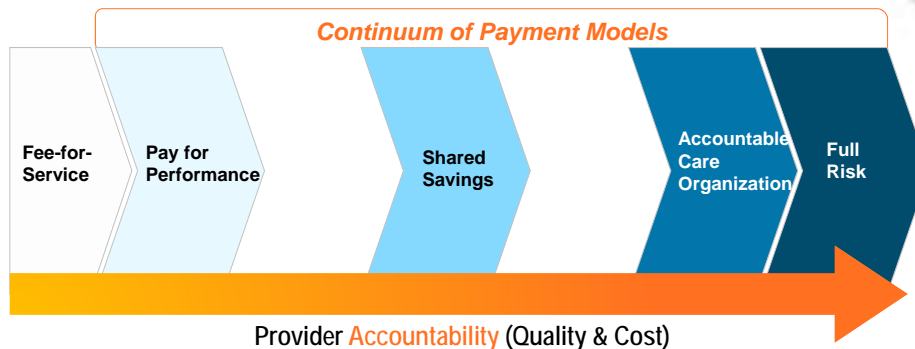 Continuum of Payment Models
Fee-for-
Service
Pay for
Performance
Shared
Savings
Accountable
Care
Organization
Full
Risk
Provider Accountability (Quality & Cost)